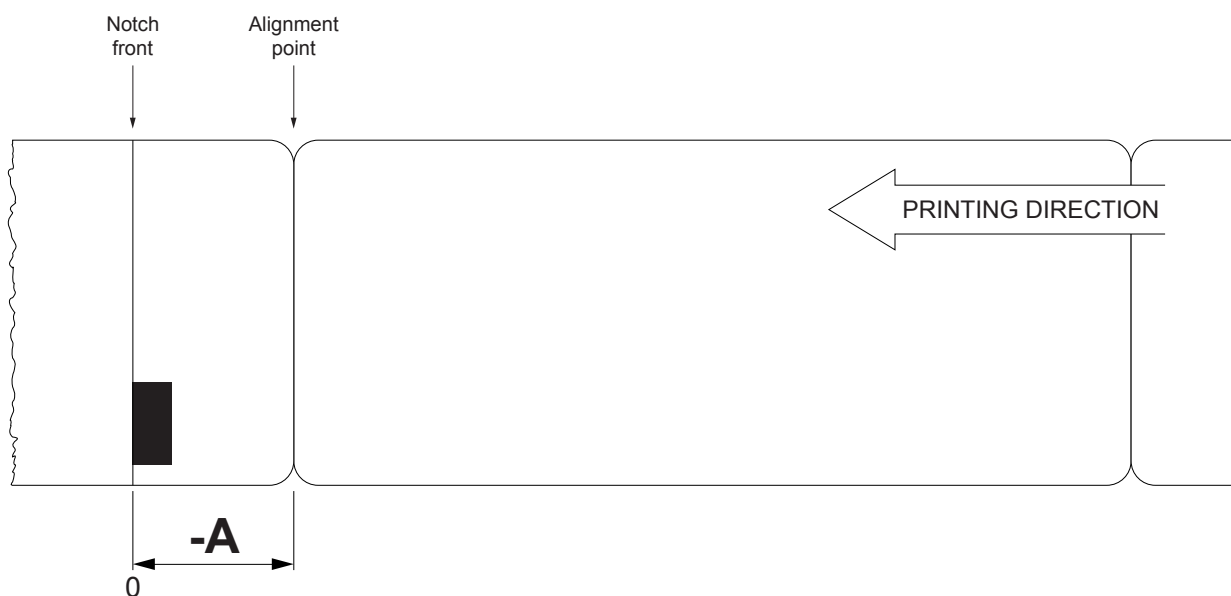 Notch
front
Alignment
point
PRINTING DIRECTION
-A
0